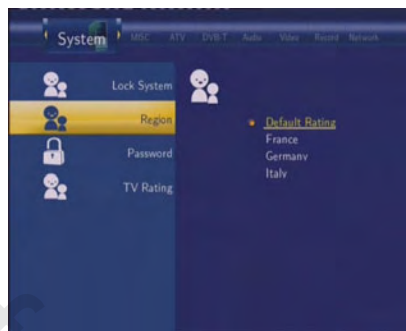 System MISC ATV DVB-T Audio Video Record Network
Lock System
Region
Password
TV Rating
Default Rating
France
Germany
Italy